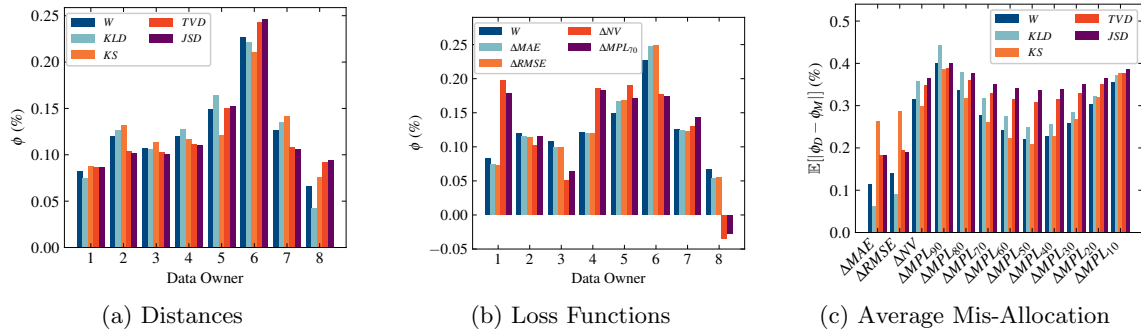 W
KLD
KS
TVD
JSD
0.25
0.20
0.15
0.10
0.05
0.00
ϕ (%)
1 2 3 4 5 6 7 8
Data Owner
(a) Distances
W
ΔMAE
ΔRMSE
ΔNV
ΔMPL₇₀
0.25
0.20
0.15
0.10
0.05
0.00
−0.05
ϕ (%)
1 2 3 4 5 6 7 8
Data Owner
(b) Loss Functions
W
KLD
KS
TVD
JSD
0.5
0.4
0.3
0.2
0.1
0.0
𝔼[|ϕ_D − ϕ_M|] (%)
ΔMAE
ΔRMSE
ΔNV
ΔMPL₉₀
ΔMPL₈₀
ΔMPL₇₀
ΔMPL₆₀
ΔMPL₅₀
ΔMPL₄₀
ΔMPL₃₀
ΔMPL₂₀
ΔMPL₁₀
(c) Average Mis-Allocation